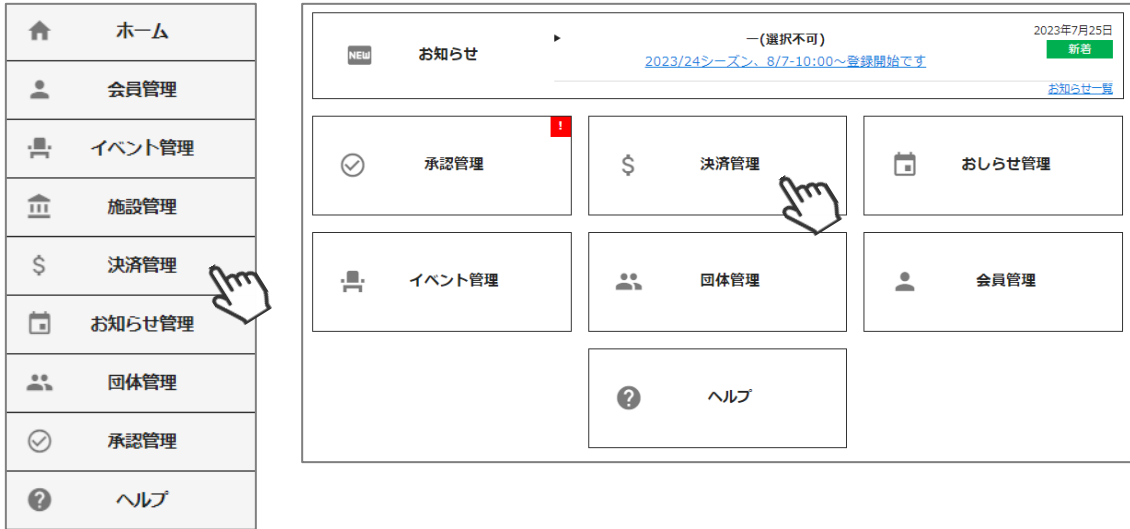 ホーム
会員管理
イベント管理
施設管理
決済管理
お知らせ管理
団体管理
承認管理
ヘルプ
NEW
お知らせ
ー(選択不可)
2023/24シーズン、8/7-10:00～登録開始です
2023年7月25日
新着
お知らせ一覧
承認管理
!
決済管理
おしらせ管理
イベント管理
団体管理
会員管理
ヘルプ